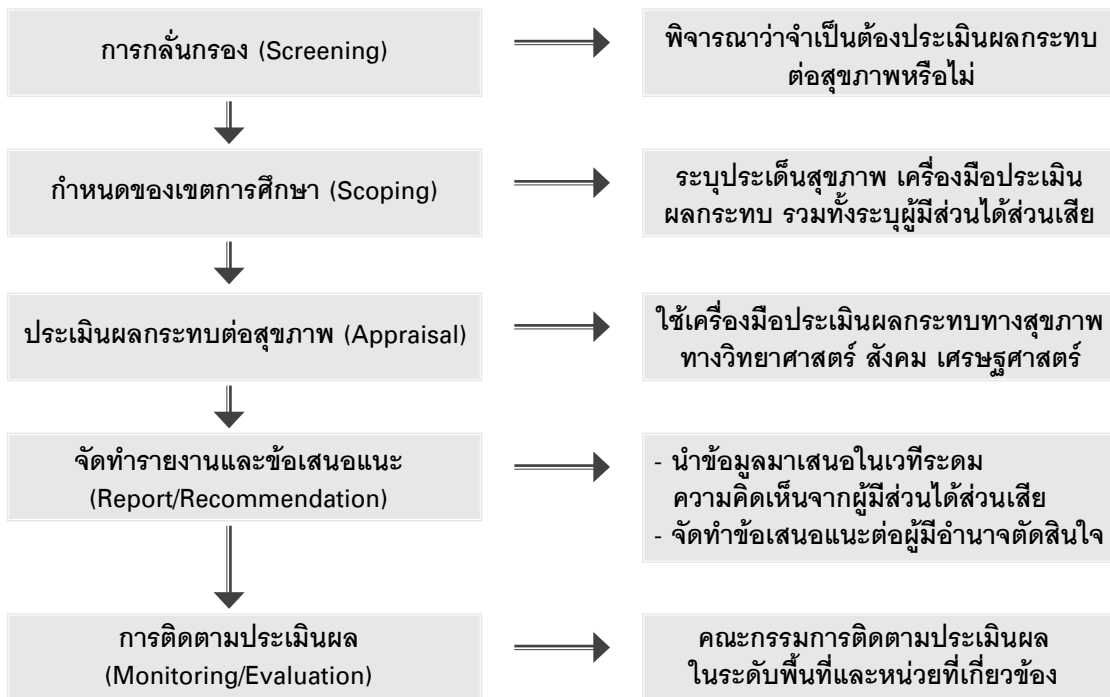 การกลั่นกรอง (Screening)
พิจารณาว่าจำเป็นต้องประเมินผลกระทบ
ต่อสุขภาพหรือไม่
กำหนดของเขตการศึกษา (Scoping)
ระบุประเด็นสุขภาพ เครื่องมือประเมิน
ผลกระทบ รวมทั้งระบุผู้มีส่วนได้ส่วนเสีย
ประเมินผลกระทบต่อสุขภาพ (Appraisal)
ใช้เครื่องมือประเมินผลกระทบทางสุขภาพ
ทางวิทยาศาสตร์ สังคม เศรษฐศาสตร์
จัดทำรายงานและข้อเสนอแนะ
(Report/Recommendation)
- นำข้อมูลมาเสนอในเวทีระดม
ความคิดเห็นจากผู้มีส่วนได้ส่วนเสีย
- จัดทำข้อเสนอแนะต่อผู้มีอำนาจตัดสินใจ
การติดตามประเมินผล
(Monitoring/Evaluation)
คณะกรรมการติดตามประเมินผล
ในระดับพื้นที่และหน่วยที่เกี่ยวข้อง